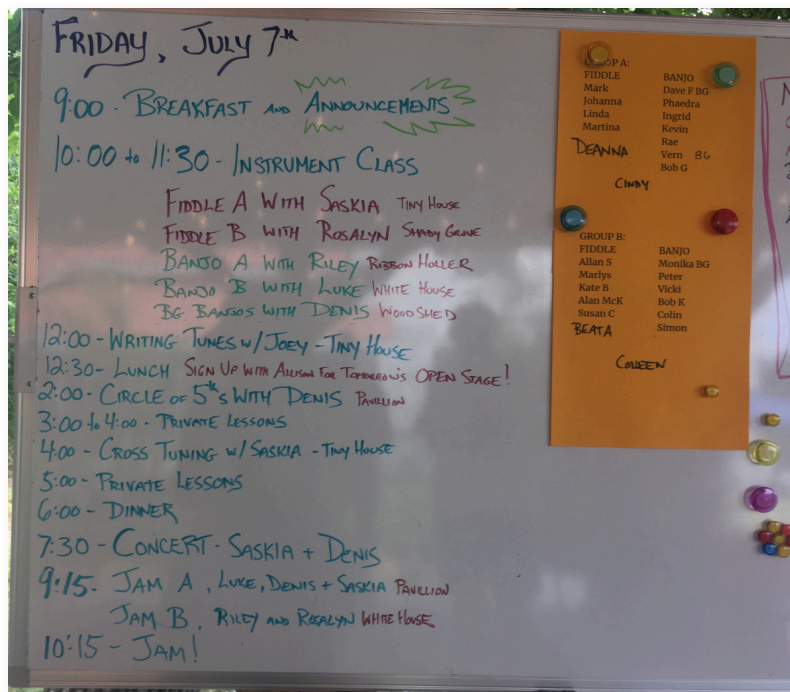 FRIDAY, JULY 7th
9:00 - BREAKFAST AND ANNOUNCEMENTS
10:00 to 11:30 - INSTRUMENT CLASS
FIDDLE A WITH SASKIA TINY HOUSE
FIDDLE B WITH ROSALYN SHADY GROVE
BANJO A WITH RILEY RIBBON HOLLER
BANJO B WITH LUKE WHITE HOUSE
BG BANJOS WITH DENIS WOODSHED
12:00 - WRITING TUNES W/ JOEY - TINY HOUSE
12:30 - LUNCH SIGN UP WITH ALLISON FOR TOMORROW'S OPEN STAGE!
2:00 - CIRCLE OF 5th'S WITH DENIS PAVILLION
3:00 to 4:00 - PRIVATE LESSONS
4:00 - CROSS TUNING W/ SASKIA - TINY HOUSE
5:00 - PRIVATE LESSONS
6:00 - DINNER
7:30 - CONCERT - SASKIA + DENIS
9:15 - JAM A, LUKE, DENIS + SASKIA PAVILLION
JAM B, RILEY AND ROSALYN WHITE HOUSE
10:15 - JAM!
A:
FIDDLE
Mark
Johanna
Linda
Martina
DEANNA
BANJO
Dave F BG
Phaedra
Ingrid
Kevin
Rae
Vern BG
Bob G
CINDY
GROUP B:
FIDDLE
Allan S
Marlys
Kate B
Alan McK
Susan C
BEATA
BANJO
Monika BG
Peter
Vicki
Bob K
Colin
Simon
COLLEEN